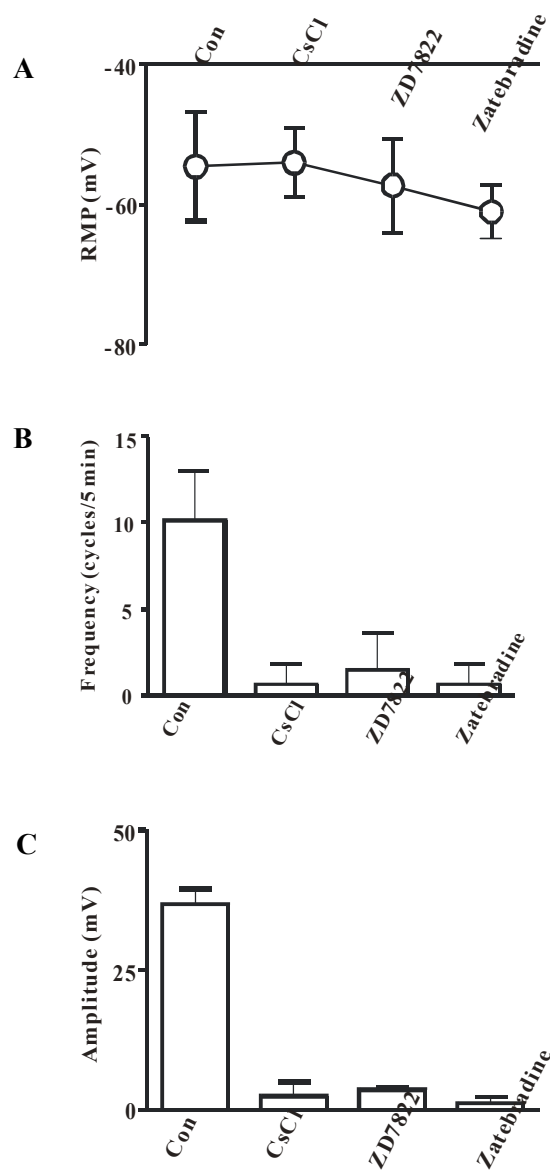 A
Con
CsCl
ZD7822
Zatebradine
RMP (mV)
-40
-60
-80
B
Frequency (cycles/5 min)
15
10
5
0
Con
CsCl
ZD7822
Zatebradine
C
Amplitude (mV)
50
25
0
Con
CsCl
ZD7822
Zatebradine